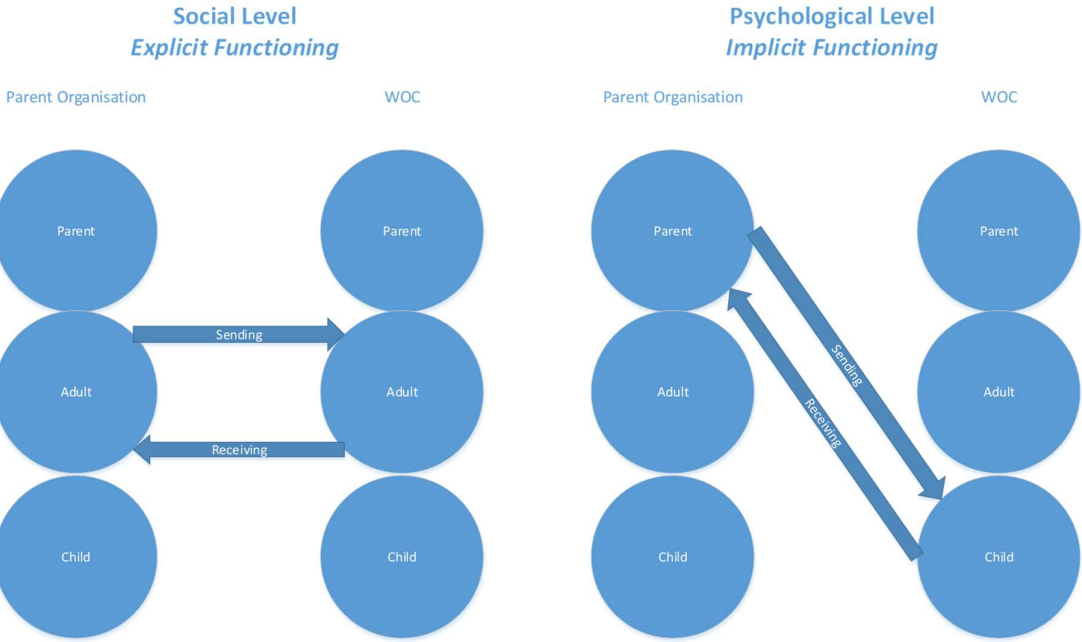 Social Level
Explicit Functioning
Parent Organisation
WOC
Parent
Parent
Sending
Adult
Adult
Receiving
Child
Child
Psychological Level
Implicit Functioning
Parent Organisation
WOC
Parent
Parent
Sending
Adult
Adult
Receiving
Child
Child